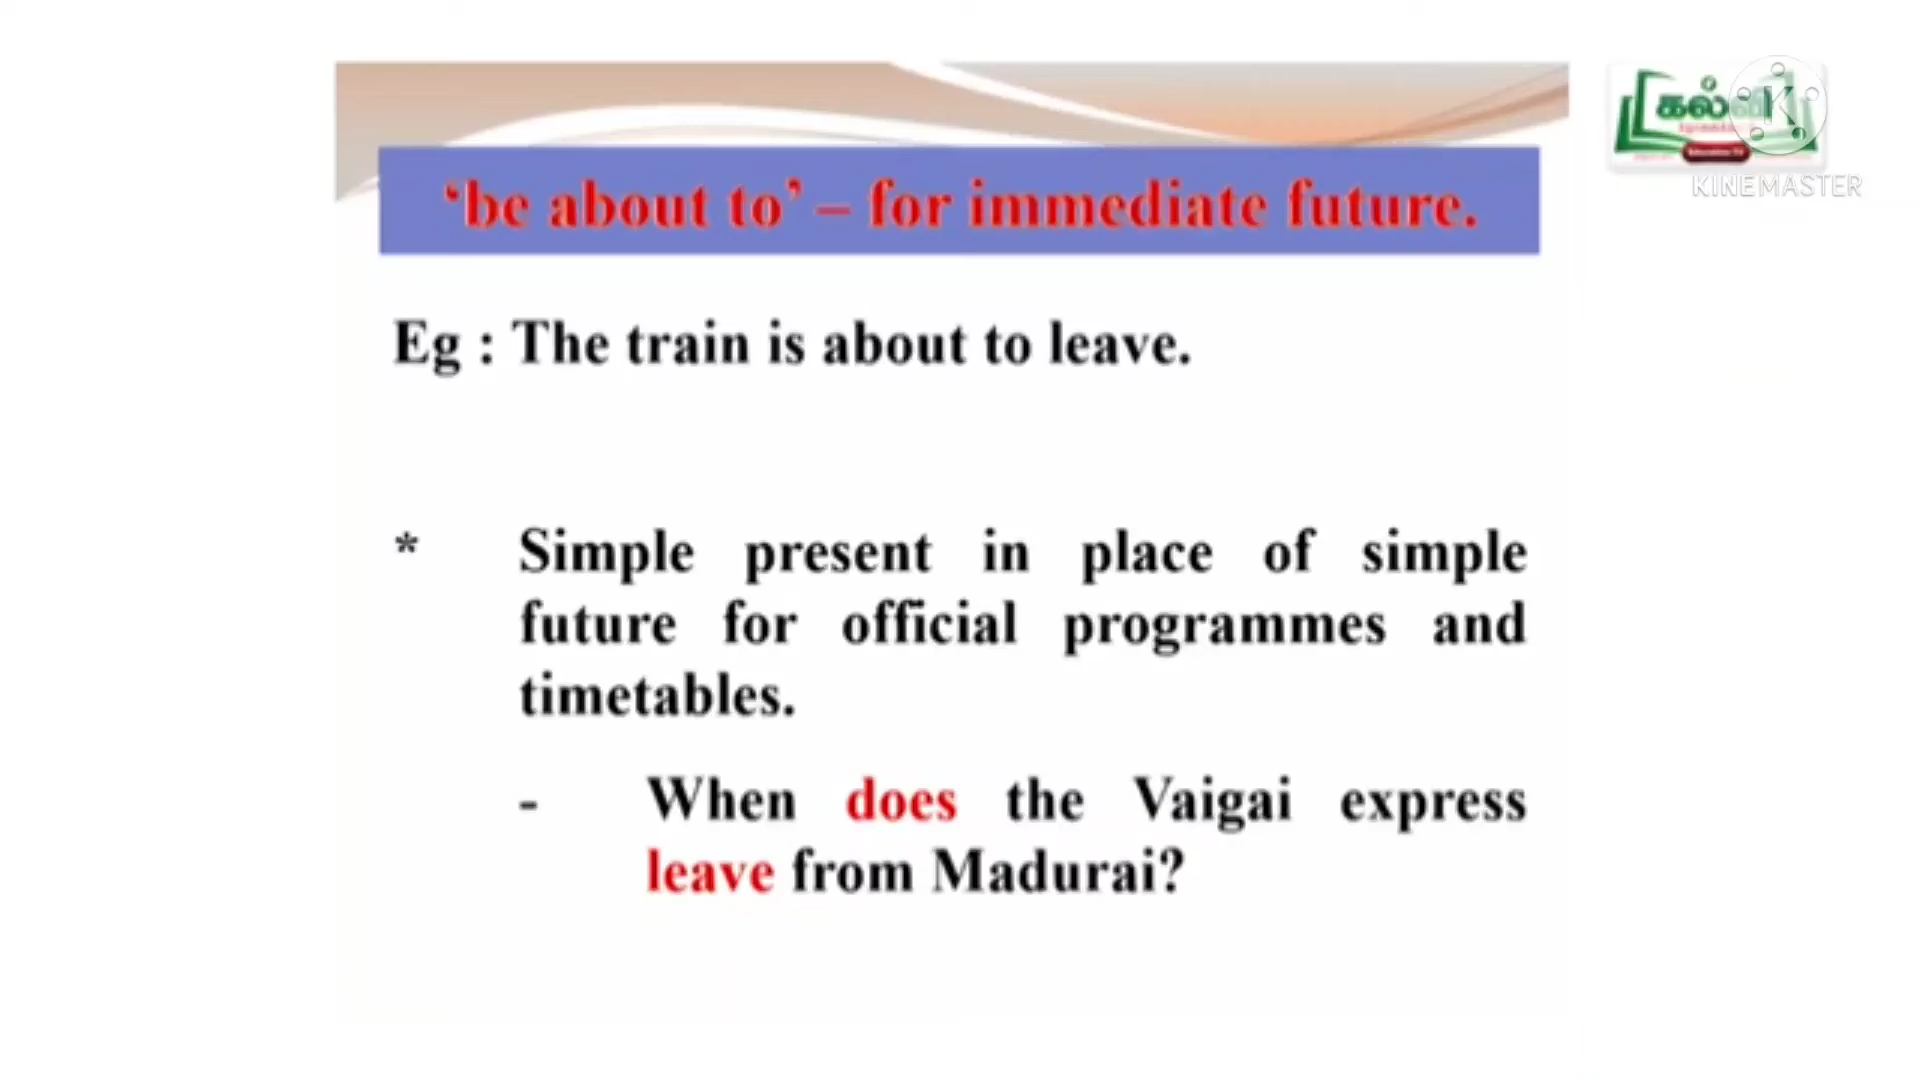 கல்வி
KINEMASTER
‘be about to’ – for immediate future.
Eg : The train is about to leave.
* Simple present in place of simple
future for official programmes and
timetables.
- When does the Vaigai express
leave from Madurai?